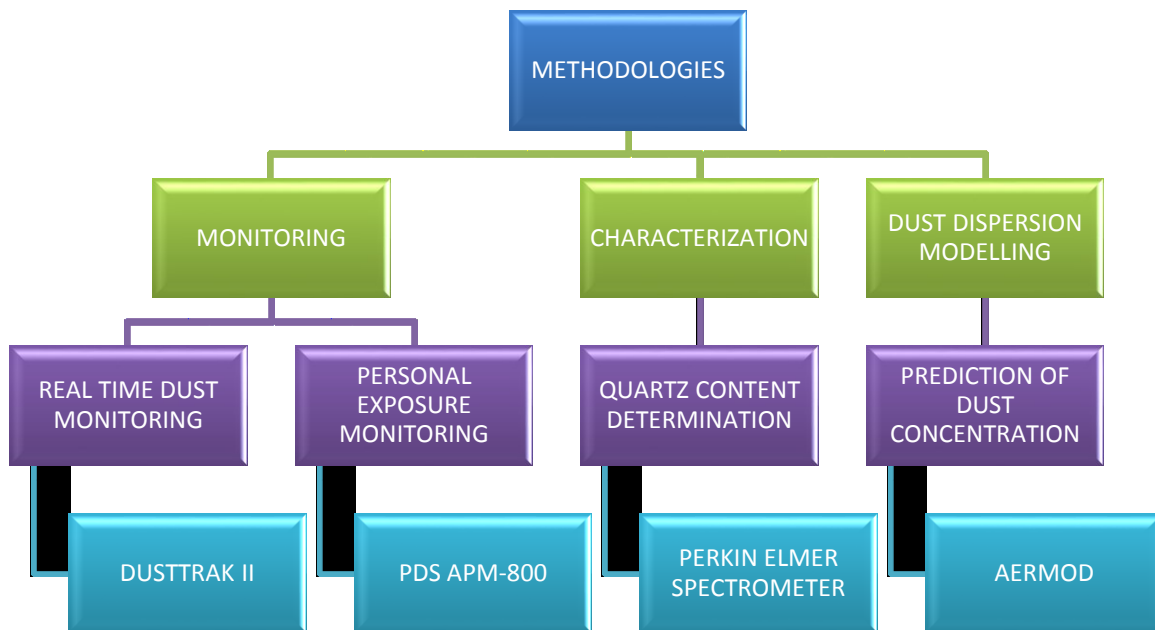 METHODOLOGIES
MONITORING
CHARACTERIZATION
DUST DISPERSION
MODELLING
REAL TIME DUST
MONITORING
PERSONAL
EXPOSURE
MONITORING
QUARTZ CONTENT
DETERMINATION
PREDICTION OF
DUST
CONCENTRATION
DUSTTRAK II
PDS APM-800
PERKIN ELMER
SPECTROMETER
AERMOD